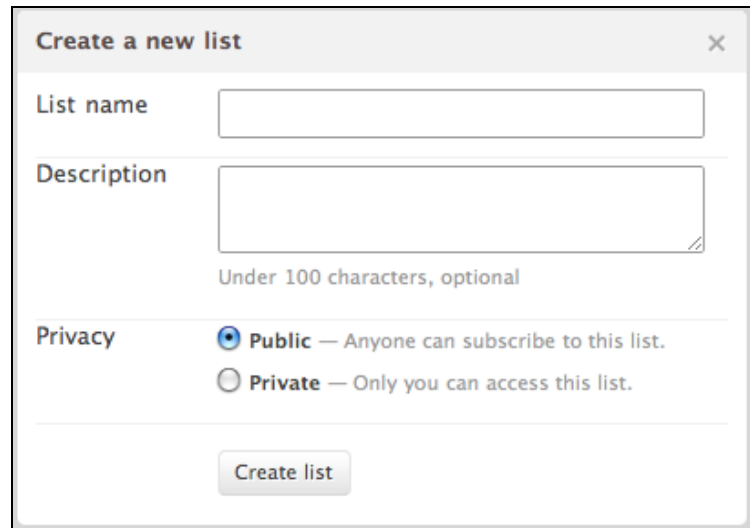 Create a new list ×
List name
Description
Under 100 characters, optional
Privacy
Public — Anyone can subscribe to this list.
Private — Only you can access this list.
Create list